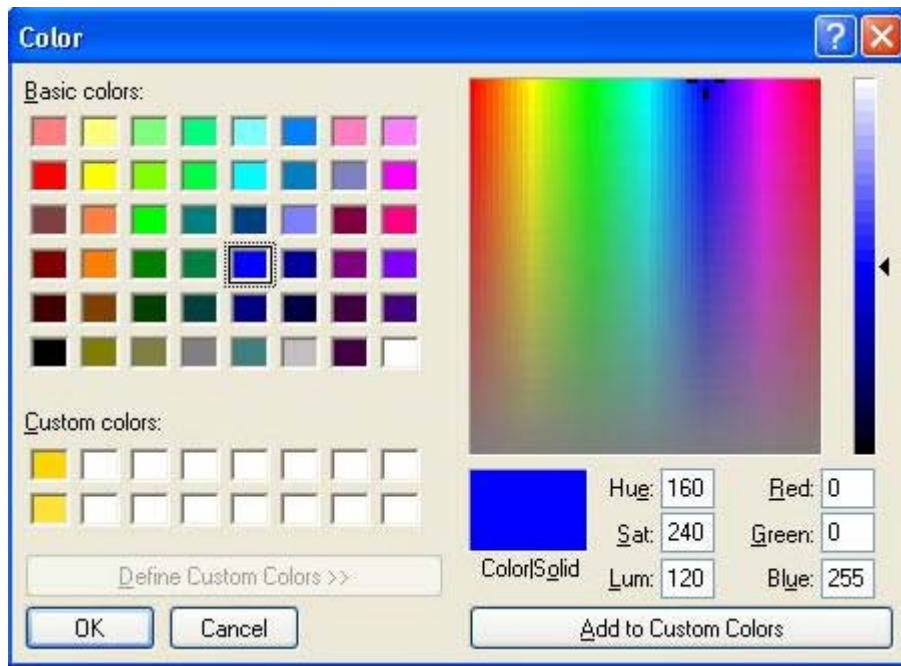 Color
Basic colors:
Custom colors:
Define Custom Colors >>
OK Cancel
Color|Solid
Hue: 160 Red: 0
Sat: 240 Green: 0
Lum: 120 Blue: 255
Add to Custom Colors